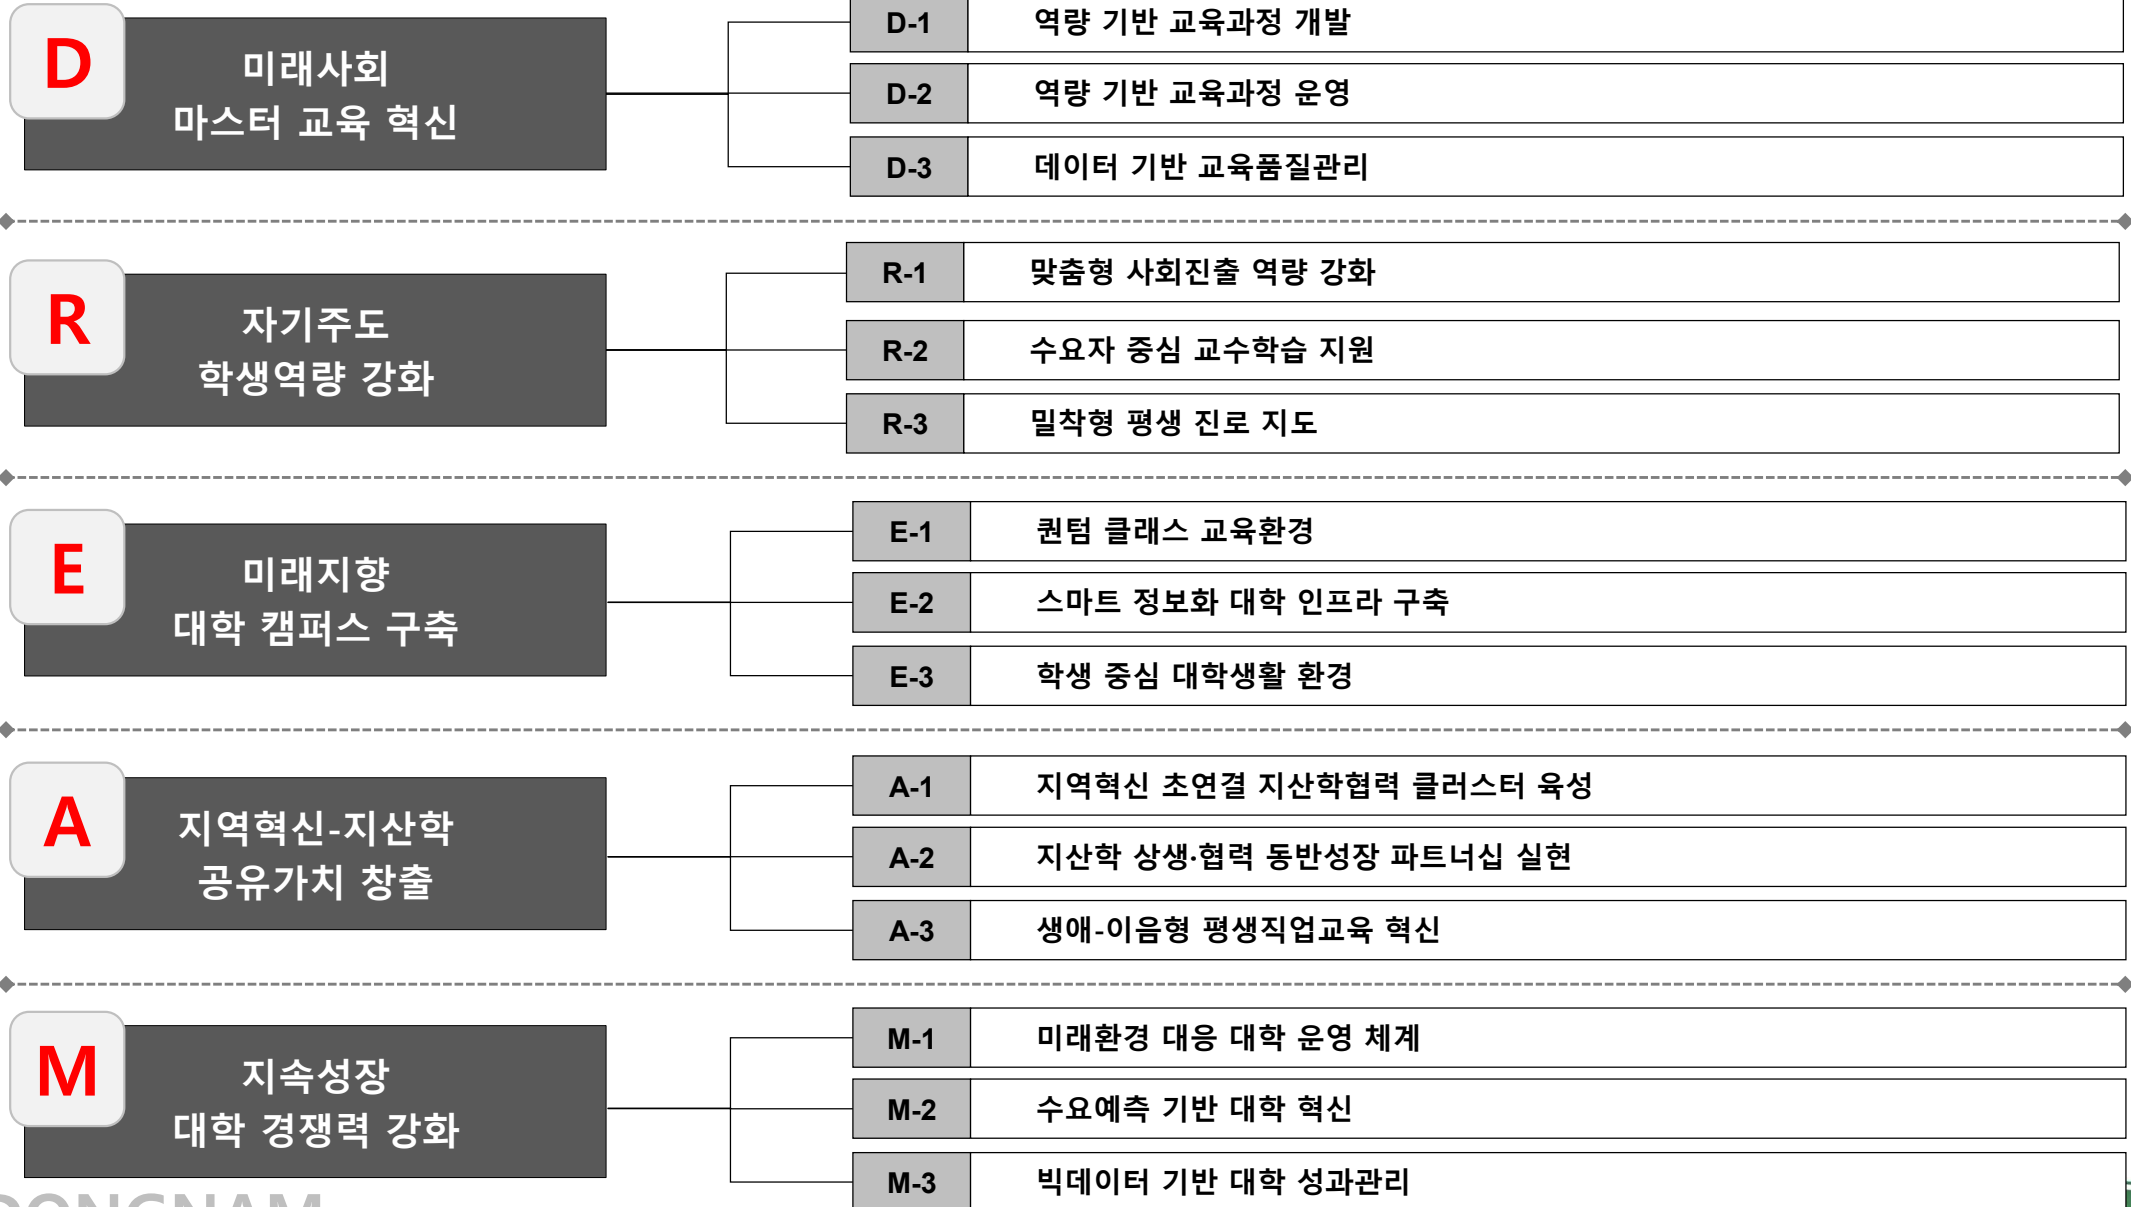 D
미래사회
마스터 교육 혁신
D-1 역량 기반 교육과정 개발
D-2 역량 기반 교육과정 운영
D-3 데이터 기반 교육품질관리
R
자기주도
학생역량 강화
R-1 맞춤형 사회진출 역량 강화
R-2 수요자 중심 교수학습 지원
R-3 밀착형 평생 진로 지도
E
미래지향
대학 캠퍼스 구축
E-1 퀀텀 클래스 교육환경
E-2 스마트 정보화 대학 인프라 구축
E-3 학생 중심 대학생활 환경
A
지역혁신-지산학
공유가치 창출
A-1 지역혁신 초연결 지산학협력 클러스터 육성
A-2 지산학 상생·협력 동반성장 파트너십 실현
A-3 생애-이음형 평생직업교육 혁신
M
지속성장
대학 경쟁력 강화
M-1 미래환경 대응 대학 운영 체계
M-2 수요예측 기반 대학 혁신
M-3 빅데이터 기반 대학 성과관리
DONGNAM